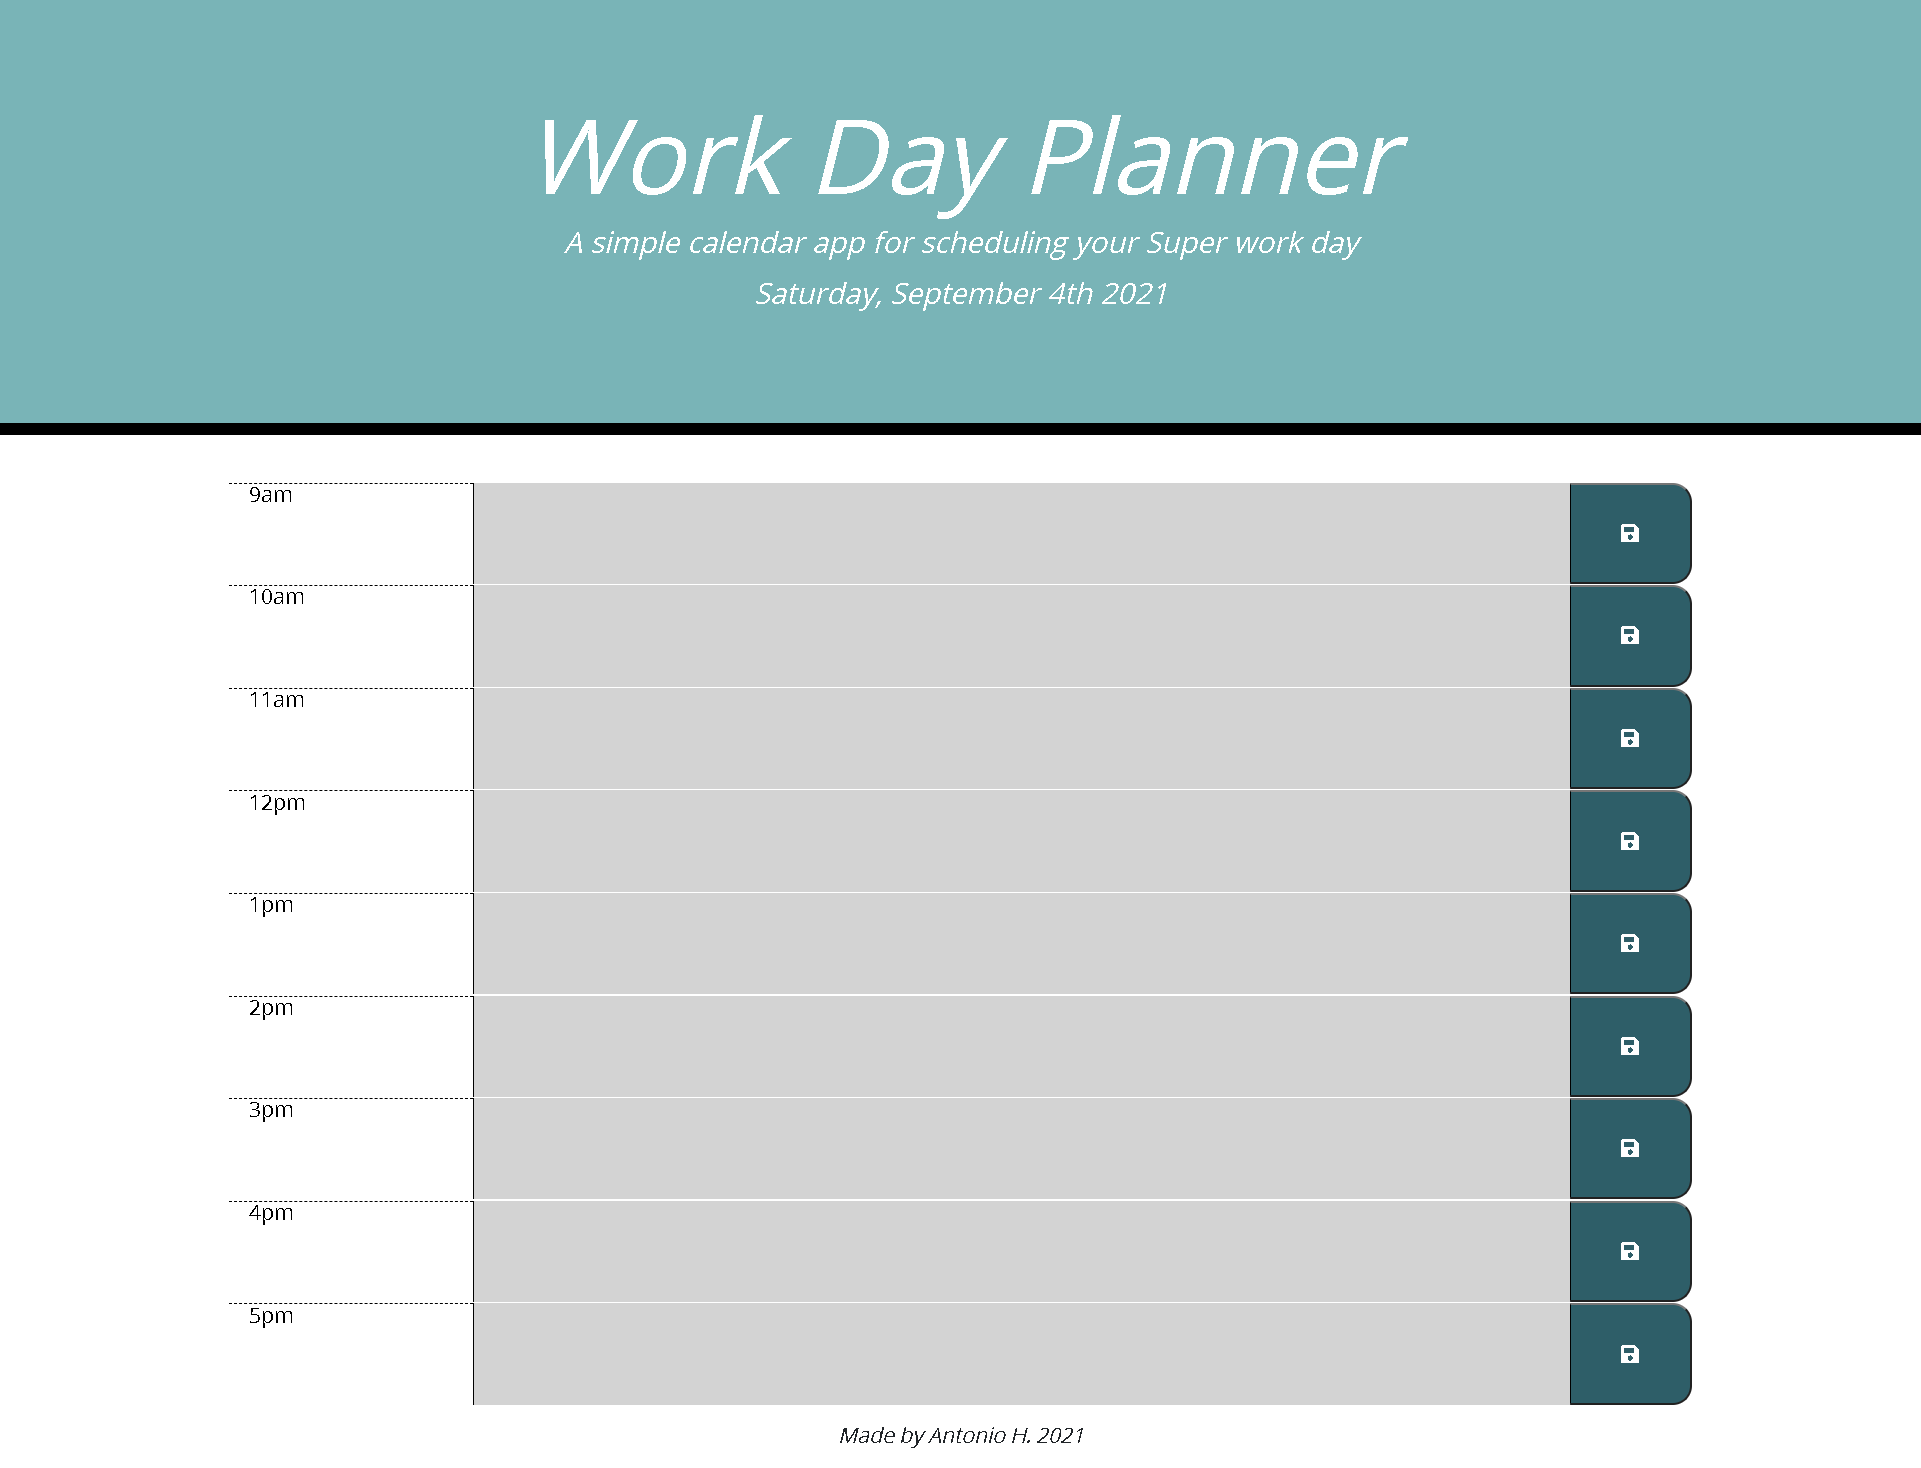 Work Day Planner
A simple calendar app for scheduling your Super work day
Saturday, September 4th 2021
9am
10am
11am
12pm
1pm
2pm
3pm
4pm
5pm
Made by Antonio H. 2021